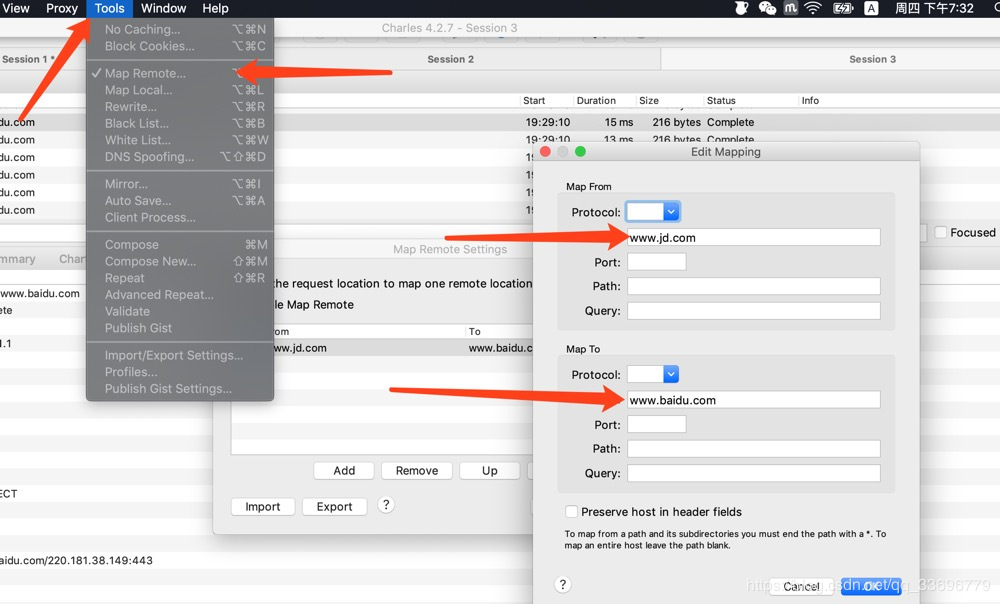 View Proxy Tools Window Help
A 周四 下午7:32
Charles 4.2.7 - Session 3
Session 1 * Session 2 Session 3
No Caching... ⌥⌘N
Block Cookies... ⌥⌘C
✓ Map Remote...
Map Local... ⌥⌘L
Rewrite... ⌥⌘R
Black List... ⌥⌘B
White List... ⌥⌘W
DNS Spoofing... ⌥⇧⌘D
Mirror... ⌥⌘I
Auto Save... ⌥⌘A
Client Process...
Compose ⌘M
Compose New... ⇧⌘M
Repeat ⇧⌘R
Advanced Repeat...
Validate
Publish Gist
Import/Export Settings...
Profiles...
Publish Gist Settings...
Start Duration Size Status Info
du.com 19:29:10 15 ms 216 bytes Complete
du.com 19:29:10 13 ms 216 bytes Complete
du.com
du.com
du.com
du.com
Focused
mmary Char
www.baidu.com
ete
1.1
ECT
aidu.com/220.181.38.149:443
Map Remote Settings
the request location to map one remote location
le Map Remote
om To
ww.jd.com www.baidu.c
Add Remove Up
Import Export ?
Edit Mapping
Map From
Protocol:
www.jd.com
Port:
Path:
Query:
Map To
Protocol:
www.baidu.com
Port:
Path:
Query:
Preserve host in header fields
To map from a path and its subdirectories you must end the path with a *. To
map an entire host leave the path blank.
? Cancel OK
https://blog.csdn.net/qq_33696779